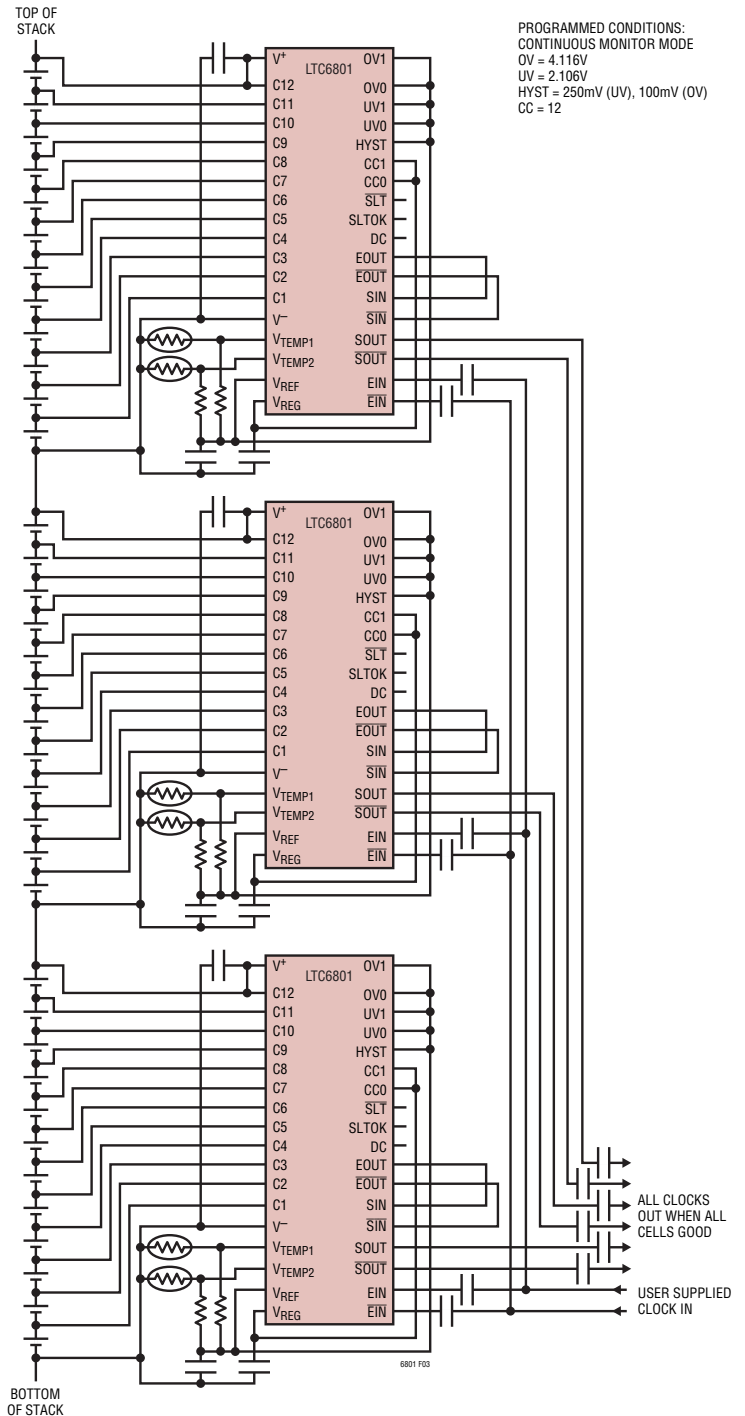 TOP OF
STACK
PROGRAMMED CONDITIONS:
CONTINUOUS MONITOR MODE
OV = 4.116V
UV = 2.106V
HYST = 250mV (UV), 100mV (OV)
CC = 12
LTC6801
V+ OV1
C12 OV0
C11 UV1
C10 UV0
C9 HYST
C8 CC1
C7 CC0
C6 SLT
C5 SLTOK
C4 DC
C3 EOUT
C2 EOUT
C1 SIN
V– SIN
VTEMP1 SOUT
VTEMP2 SOUT
VREF EIN
VREG EIN
LTC6801
V+ OV1
C12 OV0
C11 UV1
C10 UV0
C9 HYST
C8 CC1
C7 CC0
C6 SLT
C5 SLTOK
C4 DC
C3 EOUT
C2 EOUT
C1 SIN
V– SIN
VTEMP1 SOUT
VTEMP2 SOUT
VREF EIN
VREG EIN
LTC6801
V+ OV1
C12 OV0
C11 UV1
C10 UV0
C9 HYST
C8 CC1
C7 CC0
C6 SLT
C5 SLTOK
C4 DC
C3 EOUT
C2 EOUT
C1 SIN
V– SIN
VTEMP1 SOUT
VTEMP2 SOUT
VREF EIN
VREG EIN
ALL CLOCKS
OUT WHEN ALL
CELLS GOOD
USER SUPPLIED
CLOCK IN
6801 F03
BOTTOM
OF STACK